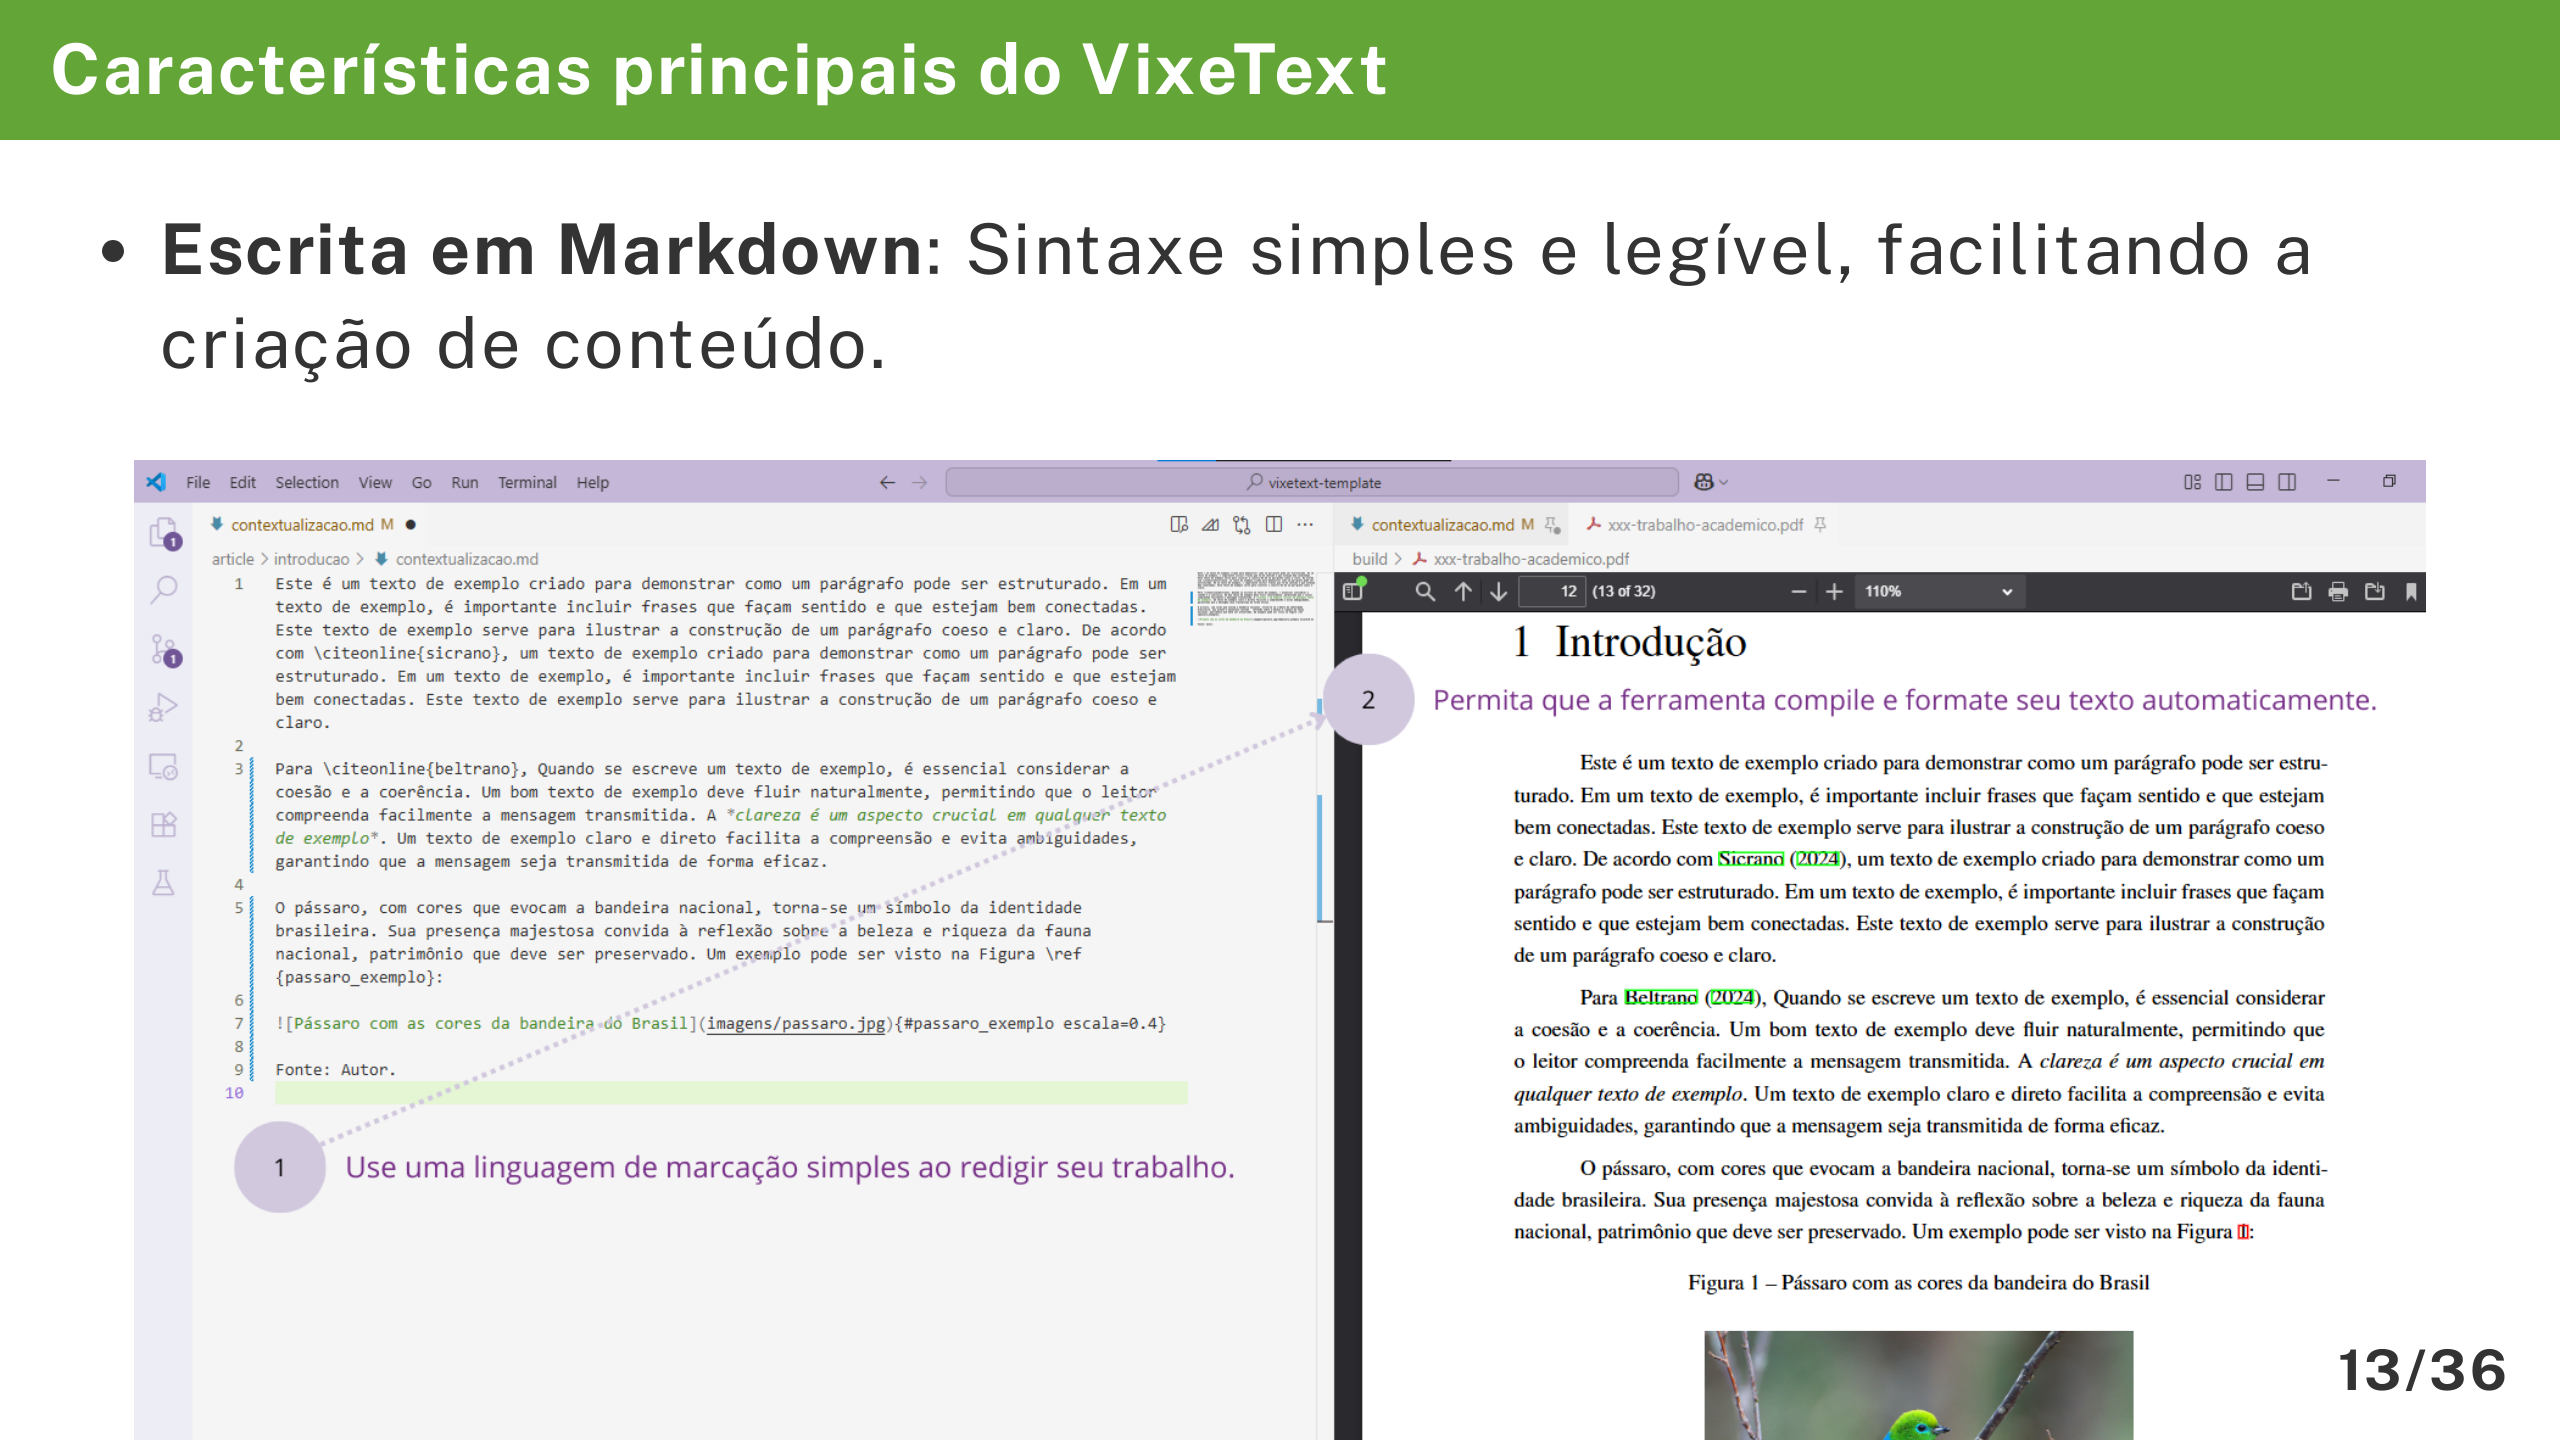 Características principais do VixeText
• Escrita em Markdown: Sintaxe simples e legível, facilitando a
criação de conteúdo.
File Edit Selection View Go Run Terminal Help
vixetext-template
contextualizacao.md M
article > introducao > contextualizacao.md
1 Este é um texto de exemplo criado para demonstrar como um parágrafo pode ser estruturado. Em um
texto de exemplo, é importante incluir frases que façam sentido e que estejam bem conectadas.
Este texto de exemplo serve para ilustrar a construção de um parágrafo coeso e claro. De acordo
com \citeonline{sicrano}, um texto de exemplo criado para demonstrar como um parágrafo pode ser
estruturado. Em um texto de exemplo, é importante incluir frases que façam sentido e que estejam
bem conectadas. Este texto de exemplo serve para ilustrar a construção de um parágrafo coeso e
claro.
2
3 Para \citeonline{beltrano}, Quando se escreve um texto de exemplo, é essencial considerar a
coesão e a coerência. Um bom texto de exemplo deve fluir naturalmente, permitindo que o leitor
compreenda facilmente a mensagem transmitida. A *clareza é um aspecto crucial em qualquer texto
de exemplo*. Um texto de exemplo claro e direto facilita a compreensão e evita ambiguidades,
garantindo que a mensagem seja transmitida de forma eficaz.
4
5 O pássaro, com cores que evocam a bandeira nacional, torna-se um símbolo da identidade
brasileira. Sua presença majestosa convida à reflexão sobre a beleza e riqueza da fauna
nacional, patrimônio que deve ser preservado. Um exemplo pode ser visto na Figura \ref
{passaro_exemplo}:
6
7 ![Pássaro com as cores da bandeira do Brasil](imagens/passaro.jpg){#passaro_exemplo escala=0.4}
8
9 Fonte: Autor.
10
1 Use uma linguagem de marcação simples ao redigir seu trabalho.
1
1
contextualizacao.md M xxx-trabalho-academico.pdf
build > xxx-trabalho-academico.pdf
12 (13 of 32) 110%
1 Introdução
2 Permita que a ferramenta compile e formate seu texto automaticamente.
Este é um texto de exemplo criado para demonstrar como um parágrafo pode ser estru-
turado. Em um texto de exemplo, é importante incluir frases que façam sentido e que estejam
bem conectadas. Este texto de exemplo serve para ilustrar a construção de um parágrafo coeso
e claro. De acordo com Sicrano (2024), um texto de exemplo criado para demonstrar como um
parágrafo pode ser estruturado. Em um texto de exemplo, é importante incluir frases que façam
sentido e que estejam bem conectadas. Este texto de exemplo serve para ilustrar a construção
de um parágrafo coeso e claro.
Para Beltrano (2024), Quando se escreve um texto de exemplo, é essencial considerar
a coesão e a coerência. Um bom texto de exemplo deve fluir naturalmente, permitindo que
o leitor compreenda facilmente a mensagem transmitida. A clareza é um aspecto crucial em
qualquer texto de exemplo. Um texto de exemplo claro e direto facilita a compreensão e evita
ambiguidades, garantindo que a mensagem seja transmitida de forma eficaz.
O pássaro, com cores que evocam a bandeira nacional, torna-se um símbolo da identi-
dade brasileira. Sua presença majestosa convida à reflexão sobre a beleza e riqueza da fauna
nacional, patrimônio que deve ser preservado. Um exemplo pode ser visto na Figura 1:
Figura 1 – Pássaro com as cores da bandeira do Brasil
13/36